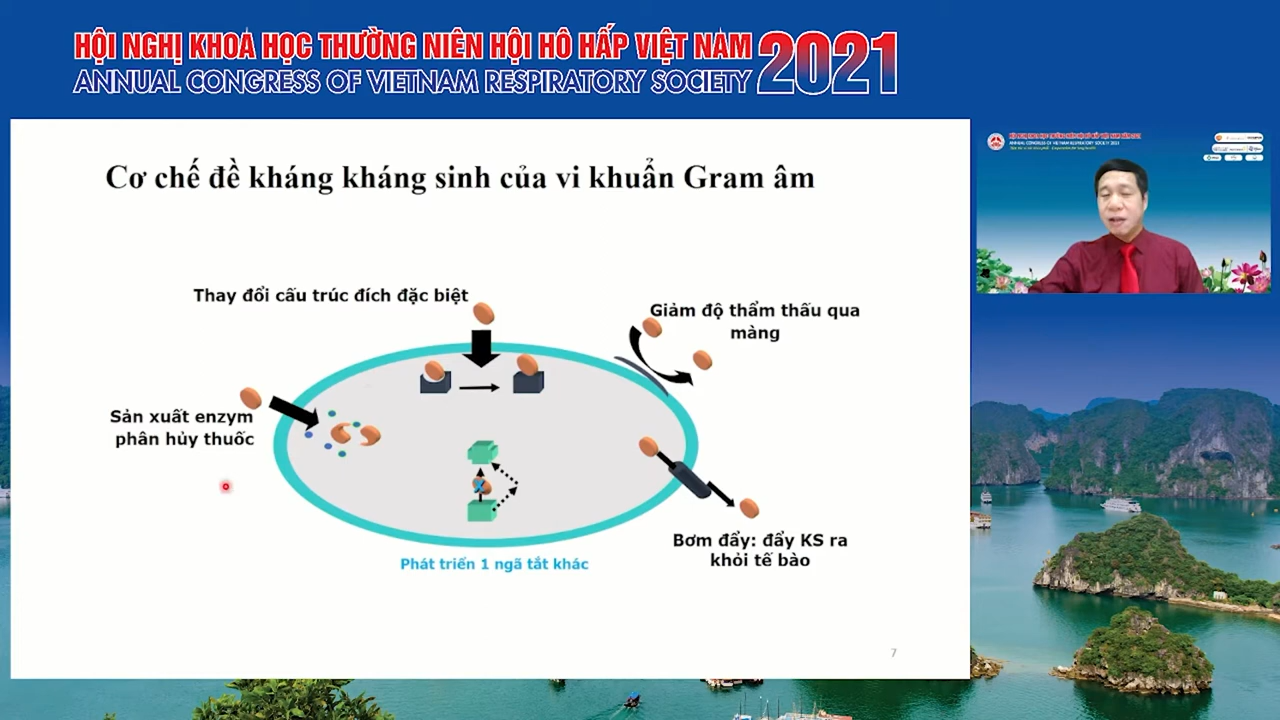 HỘI NGHỊ KHOA HỌC THƯỜNG NIÊN HỘI HÔ HẤP VIỆT NAM 2021
ANNUAL CONGRESS OF VIETNAM RESPIRATORY SOCIETY
Cơ chế đề kháng kháng sinh của vi khuẩn Gram âm
Thay đổi cấu trúc đích đặc biệt
Giảm độ thẩm thấu qua
màng
Sản xuất enzym
phân hủy thuốc
Bơm đẩy: đẩy KS ra
khỏi tế bào
Phát triển 1 ngã tắt khác
7